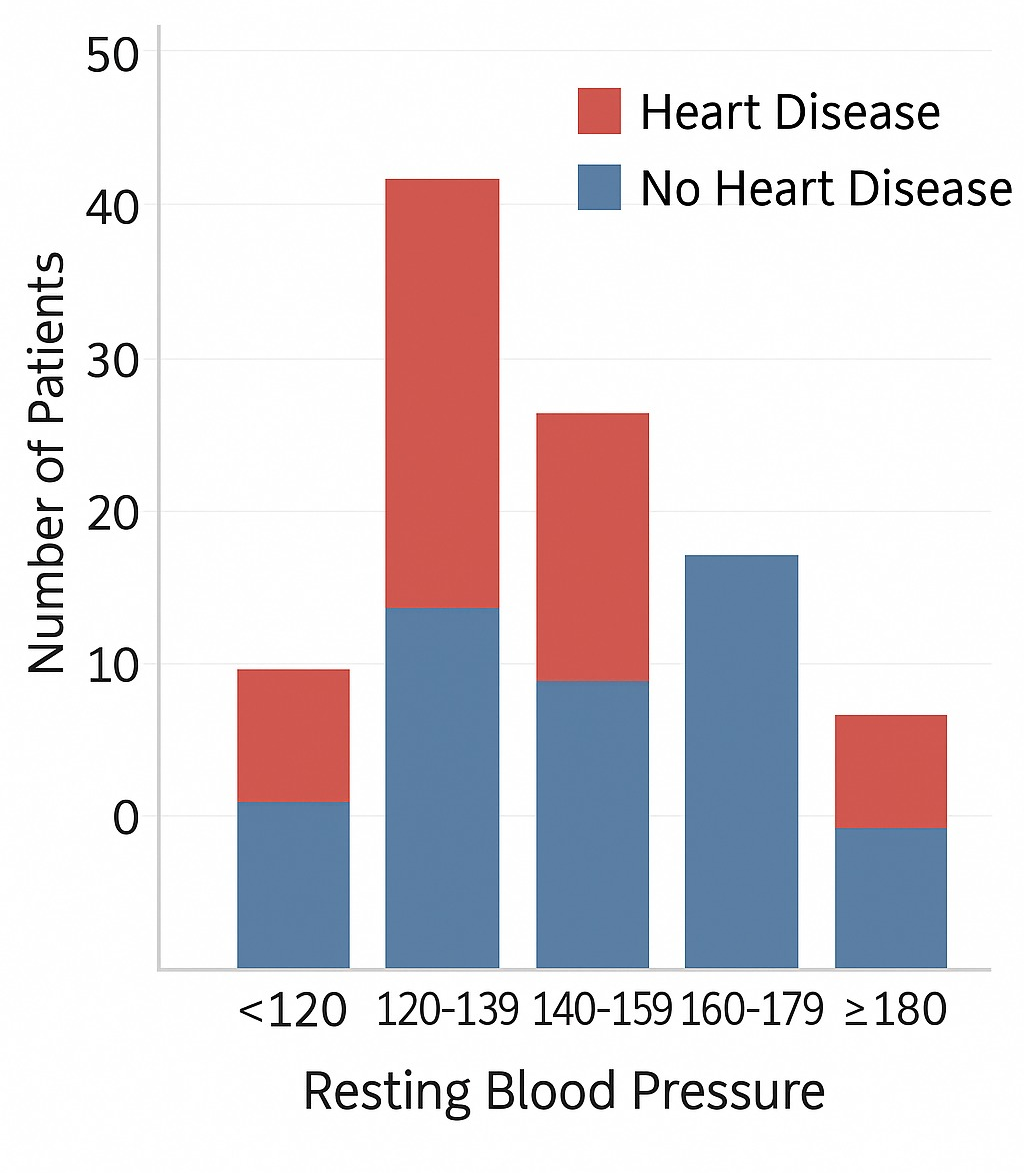 50
Heart Disease
No Heart Disease
40
30
20
10
0
Number of Patients
<120 120-139 140-159 160-179 ≥180
Resting Blood Pressure